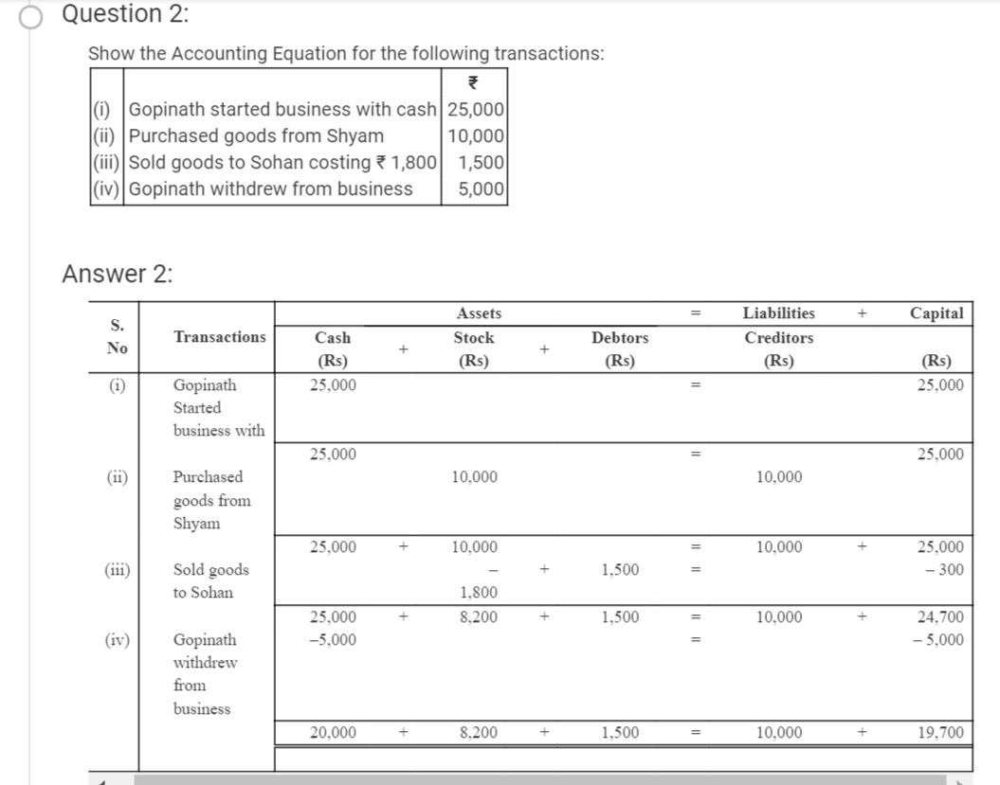 Question 2:
Show the Accounting Equation for the following transactions:
₹
(i) Gopinath started business with cash 25,000
(ii) Purchased goods from Shyam 10,000
(iii) Sold goods to Sohan costing ₹ 1,800 1,500
(iv) Gopinath withdrew from business 5,000
Answer 2:
Assets = Liabilities + Capital
S. No Transactions Cash (Rs) + Stock (Rs) + Debtors (Rs) Creditors (Rs) (Rs)
(i) Gopinath 25,000 = 25,000
Started
business with
25,000 = 25,000
(ii) Purchased 10,000 10,000
goods from
Shyam
25,000 + 10,000 = 10,000 + 25,000
(iii) Sold goods – + 1,500 = – 300
to Sohan 1,800
25,000 + 8,200 + 1,500 = 10,000 + 24,700
(iv) Gopinath –5,000 = – 5,000
withdrew
from
business
20,000 + 8,200 + 1,500 = 10,000 + 19,700